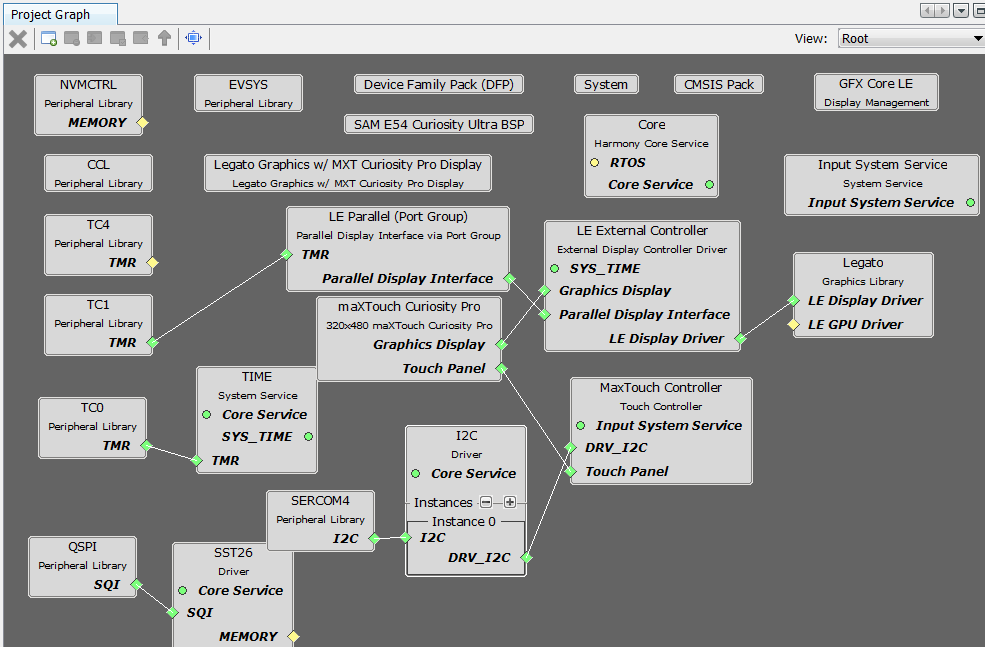 Project Graph
View: Root
NVMCTRL
Peripheral Library
MEMORY
EVSYS
Peripheral Library
Device Family Pack (DFP)
System
CMSIS Pack
GFX Core LE
Display Management
SAM E54 Curiosity Ultra BSP
Core
Harmony Core Service
RTOS
Core Service
CCL
Peripheral Library
Legato Graphics w/ MXT Curiosity Pro Display
Legato Graphics w/ MXT Curiosity Pro Display
Input System Service
System Service
Input System Service
TC4
Peripheral Library
TMR
LE Parallel (Port Group)
Parallel Display Interface via Port Group
TMR
Parallel Display Interface
LE External Controller
External Display Controller Driver
SYS_TIME
Graphics Display
Parallel Display Interface
LE Display Driver
Legato
Graphics Library
LE Display Driver
LE GPU Driver
TC1
Peripheral Library
TMR
maXTouch Curiosity Pro
320x480 maXTouch Curiosity Pro
Graphics Display
Touch Panel
TIME
System Service
Core Service
SYS_TIME
TMR
MaxTouch Controller
Touch Controller
Input System Service
DRV_I2C
Touch Panel
TC0
Peripheral Library
TMR
I2C
Driver
Core Service
Instances
Instance 0
I2C
DRV_I2C
SERCOM4
Peripheral Library
I2C
QSPI
Peripheral Library
SQI
SST26
Driver
Core Service
SQI
MEMORY